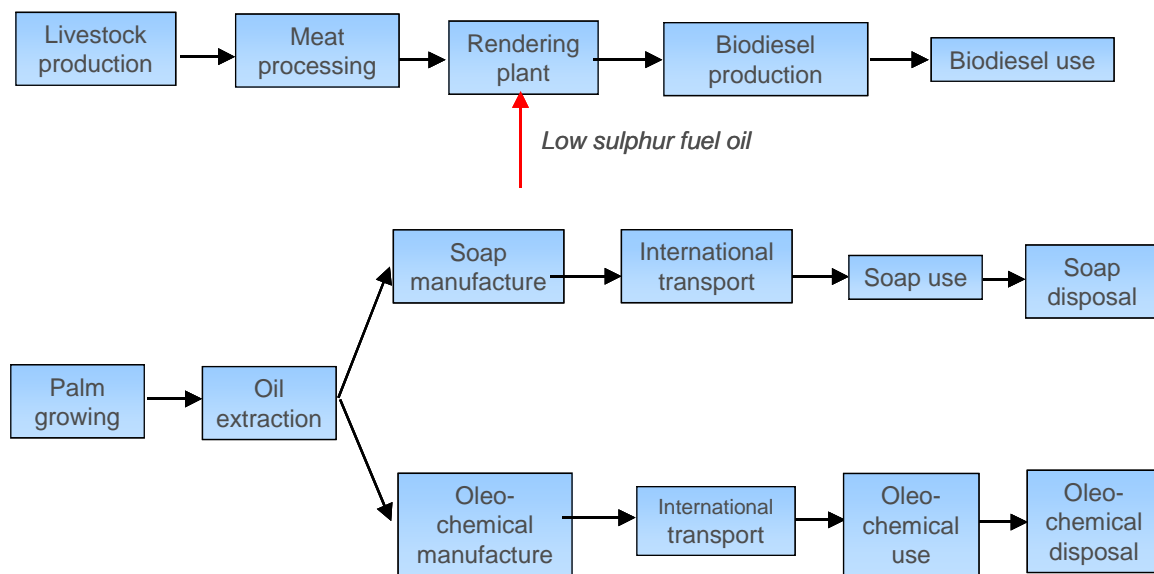 Livestock
production
Meat
processing
Rendering
plant
Biodiesel
production
Biodiesel use
Low sulphur fuel oil
Soap
manufacture
International
transport
Soap use
Soap
disposal
Palm
growing
Oil
extraction
Oleo-
chemical
manufacture
International
transport
Oleo-
chemical
use
Oleo-
chemical
disposal